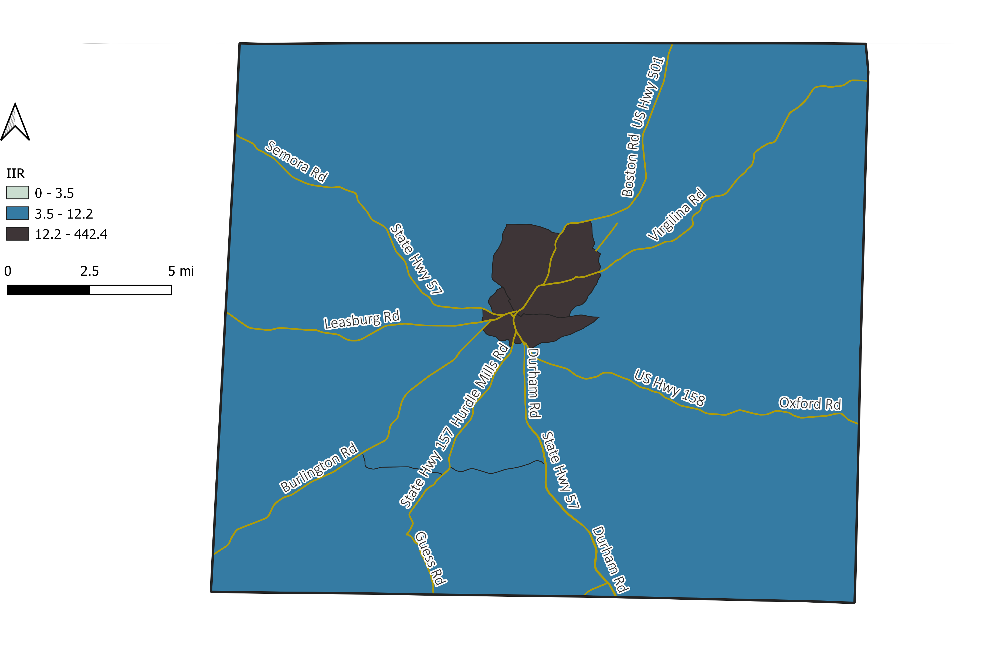 IIR
0 - 3.5
3.5 - 12.2
12.2 - 442.4
0 2.5 5 mi
Boston Rd US Hwy 501
Semora Rd
Virgilina Rd
State Hwy 57
Leasburg Rd
State Hwy 157 Hurdle Mills Rd
Durham Rd
US Hwy 158
Oxford Rd
State Hwy 57
Burlington Rd
Guess Rd
Durham Rd